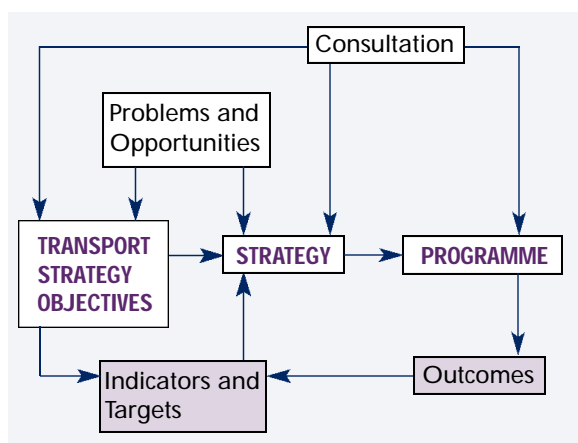 Consultation
Problems and
Opportunities
TRANSPORT
STRATEGY
OBJECTIVES
STRATEGY
PROGRAMME
Indicators and
Targets
Outcomes